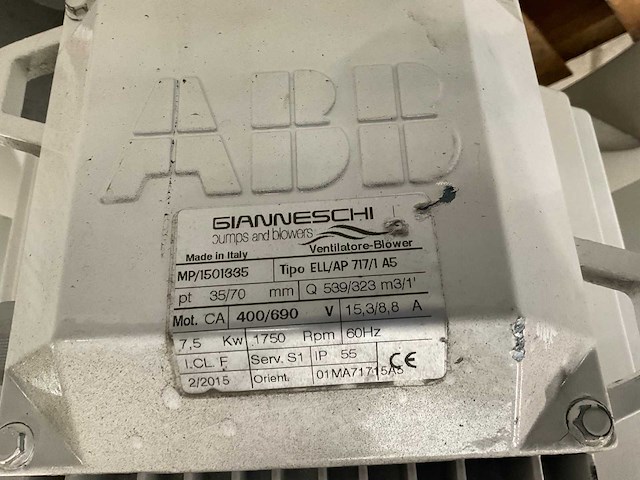 ABB
GIANNESCHI
pumps and blowers
Made in Italy Ventilatore-Blower
MP/1501335 Tipo ELL/AP 717/1 A5
pt 35/70 mm Q 539/323 m3/1'
Mot. CA 400/690 V 15,3/8,8 A
7,5 Kw 1750 Rpm 60Hz
I.CL F Serv. S1 IP 55 CE
2/2015 Orient. 01MA71715A5